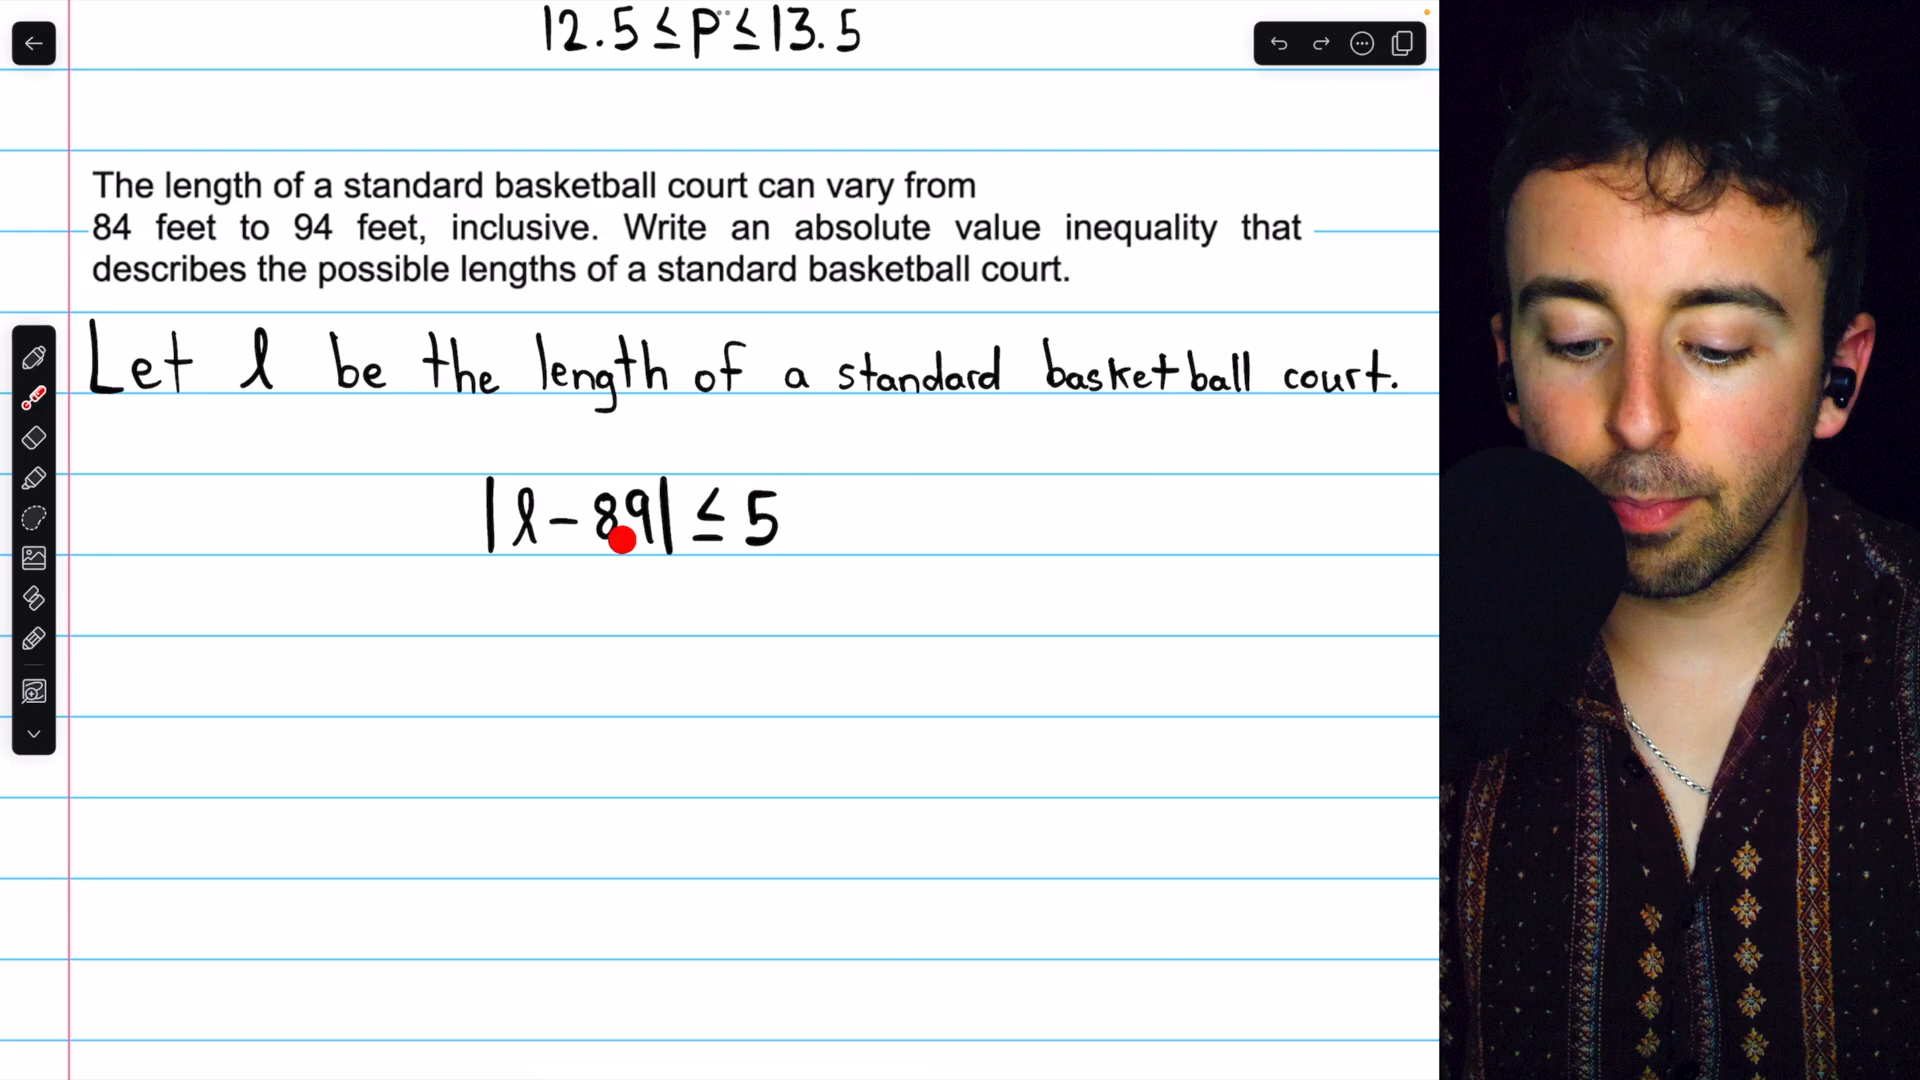 12.5 ≤ p ≤ 13.5
The length of a standard basketball court can vary from
84 feet to 94 feet, inclusive. Write an absolute value inequality that
describes the possible lengths of a standard basketball court.
Let l be the length of a standard basketball court.
|l - 89| ≤ 5